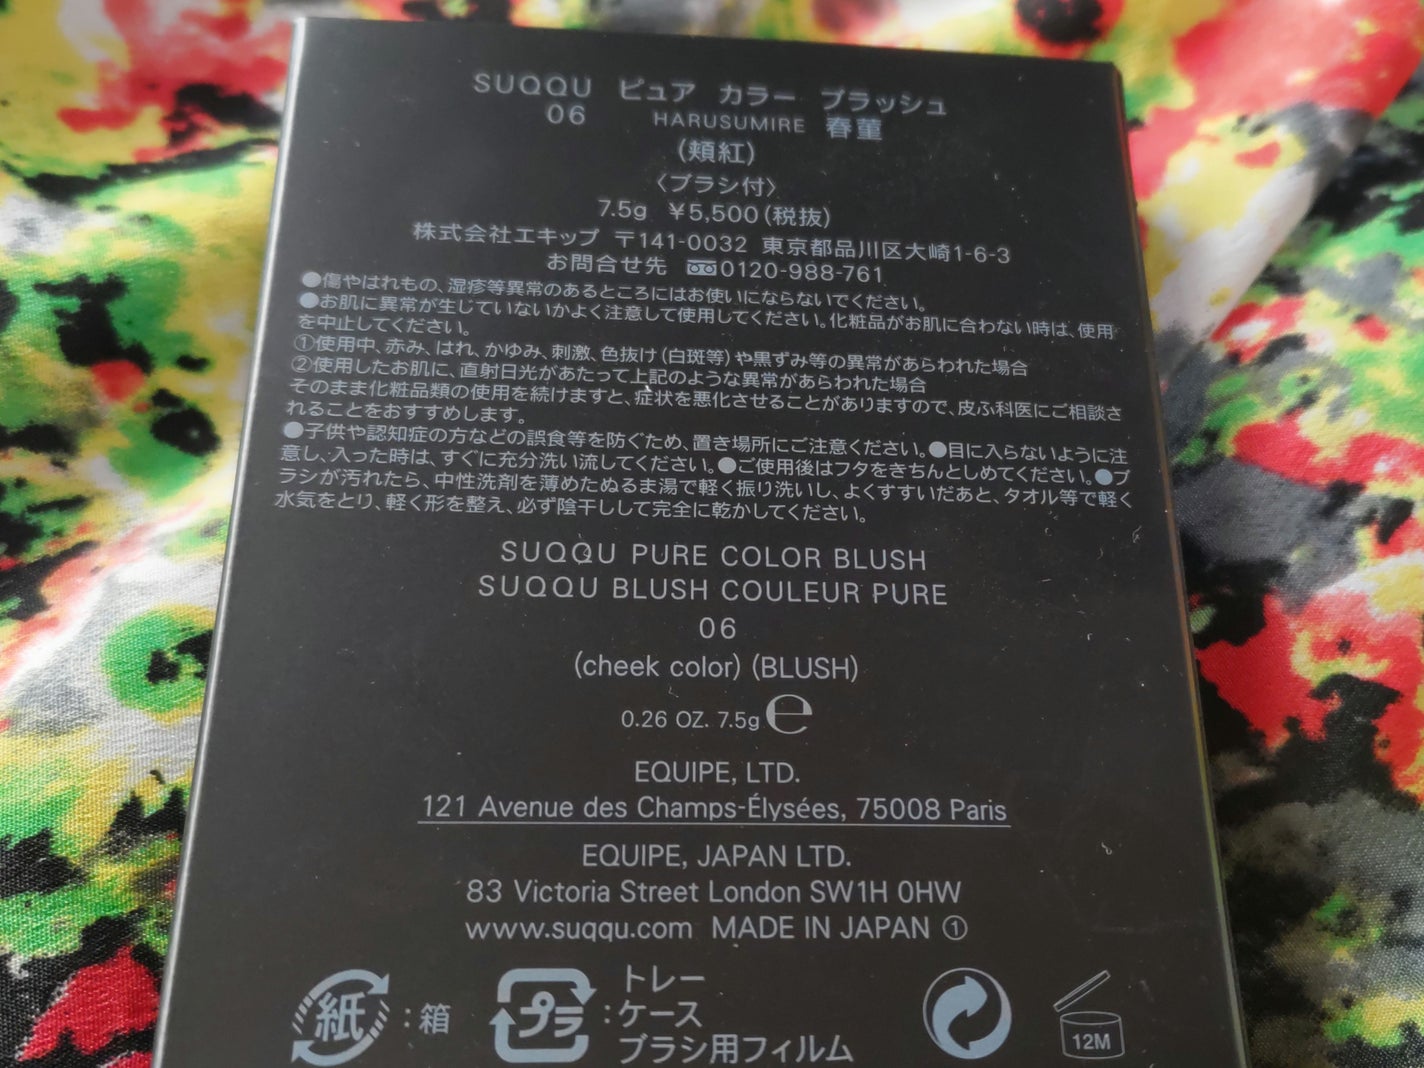 SUQQU ピュア カラー ブラッシュ
06 HARUSUMIRE 春菫
(頬紅)
〈ブラシ付〉
7.5g ￥5,500(税抜)
株式会社エキップ 〒141-0032 東京都品川区大崎1-6-3
お問合せ先 0120-988-761
●傷やはれもの、湿疹等異常のあるところにはお使いにならないでください。
●お肌に異常が生じていないかよく注意して使用してください。化粧品がお肌に合わない時は、使用
を中止してください。
①使用中、赤み、はれ、かゆみ、刺激、色抜け(白斑等)や黒ずみ等の異常があらわれた場合
②使用したお肌に、直射日光があたって上記のような異常があらわれた場合
そのまま化粧品類の使用を続けますと、症状を悪化させることがありますので、皮ふ科医にご相談さ
れることをおすすめします。
●子供や認知症の方などの誤食等を防ぐため、置き場所にご注意ください。●目に入らないように注
意し、入った時は、すぐに充分洗い流してください。●ご使用後はフタをきちんとしめてください。●ブ
ラシが汚れたら、中性洗剤を薄めたぬるま湯で軽く振り洗いし、よくすすいだあと、タオル等で軽く
水気をとり、軽く形を整え、必ず陰干しして完全に乾かしてください。
SUQQU PURE COLOR BLUSH
SUQQU BLUSH COULEUR PURE
06
(cheek color) (BLUSH)
0.26 OZ. 7.5g ℮
EQUIPE, LTD.
121 Avenue des Champs-Élysées, 75008 Paris
EQUIPE, JAPAN LTD.
83 Victoria Street London SW1H 0HW
www.suqqu.com MADE IN JAPAN ①
紙 : 箱
プラ : トレー
ケース
ブラシ用フィルム
12M